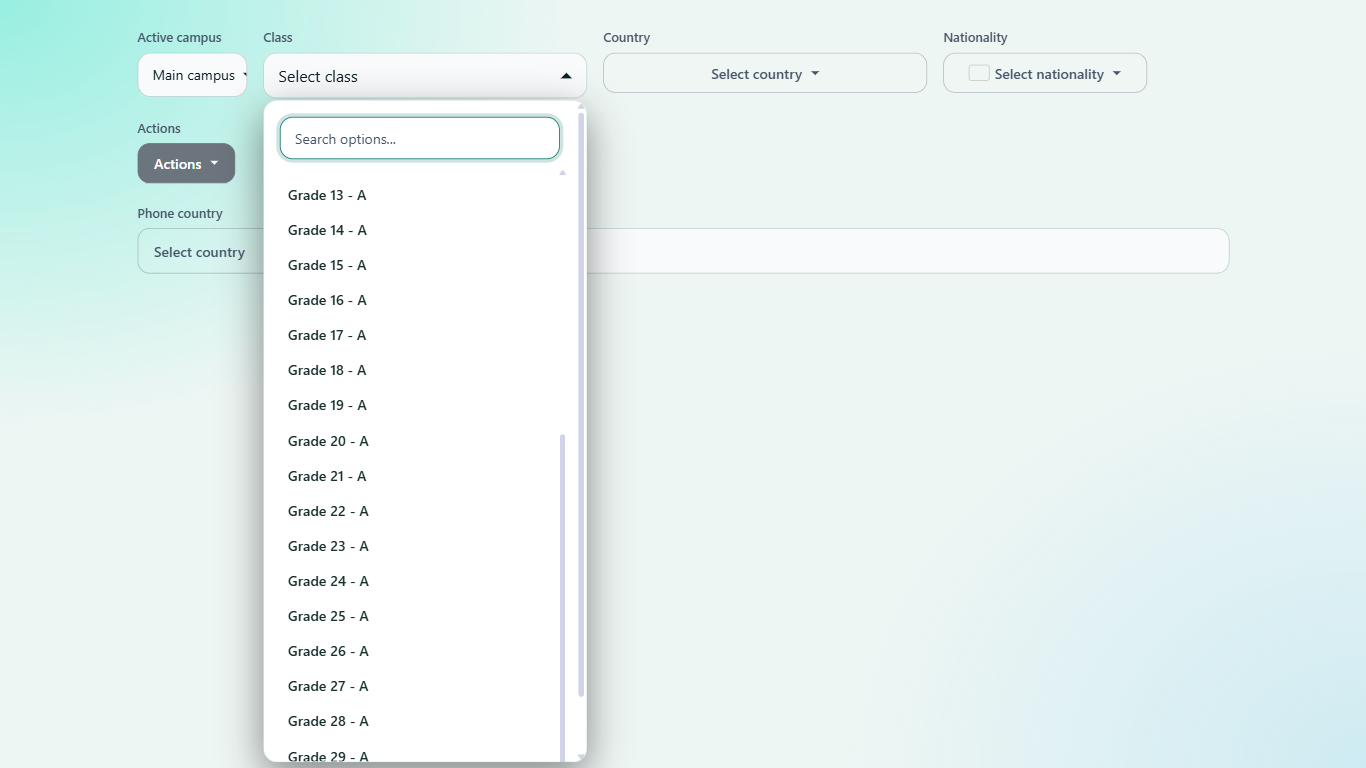 Active campus
Class
Country
Nationality
Main campus
Select class
Select country
Select nationality
Search options...
Actions
Actions
Phone country
Select country
Grade 13 - A
Grade 14 - A
Grade 15 - A
Grade 16 - A
Grade 17 - A
Grade 18 - A
Grade 19 - A
Grade 20 - A
Grade 21 - A
Grade 22 - A
Grade 23 - A
Grade 24 - A
Grade 25 - A
Grade 26 - A
Grade 27 - A
Grade 28 - A
Grade 29 - A